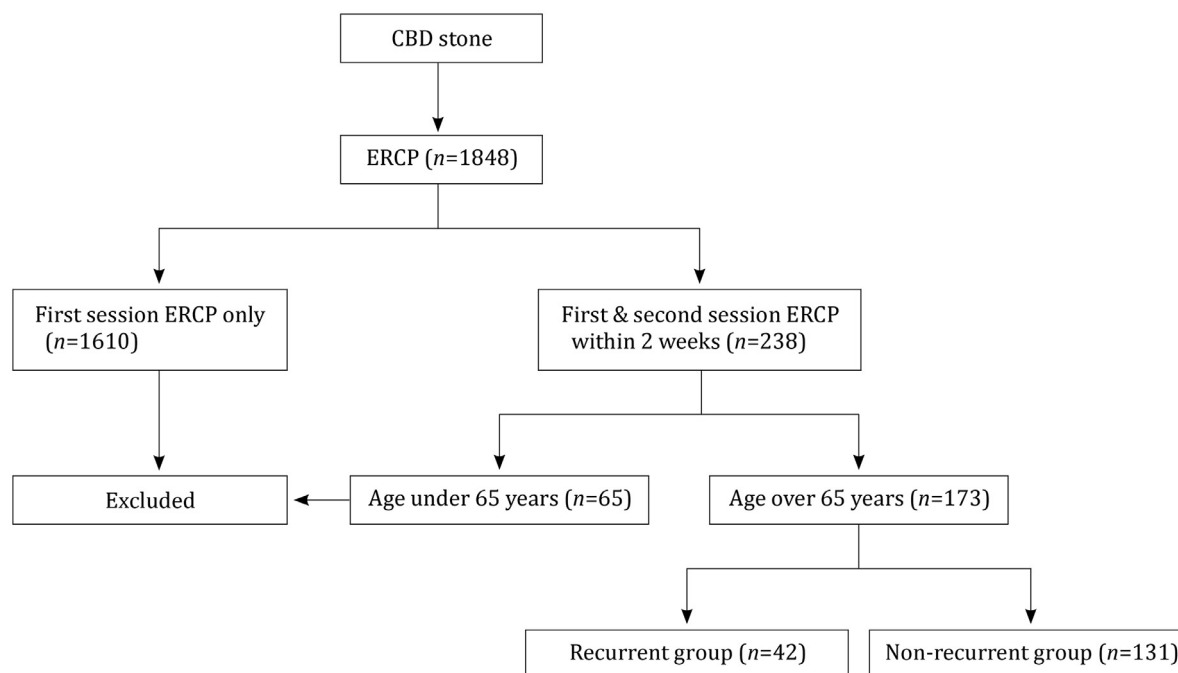 CBD stone
ERCP (n=1848)
First session ERCP only
(n=1610)
First & second session ERCP
within 2 weeks (n=238)
Excluded
Age under 65 years (n=65)
Age over 65 years (n=173)
Recurrent group (n=42)
Non-recurrent group (n=131)